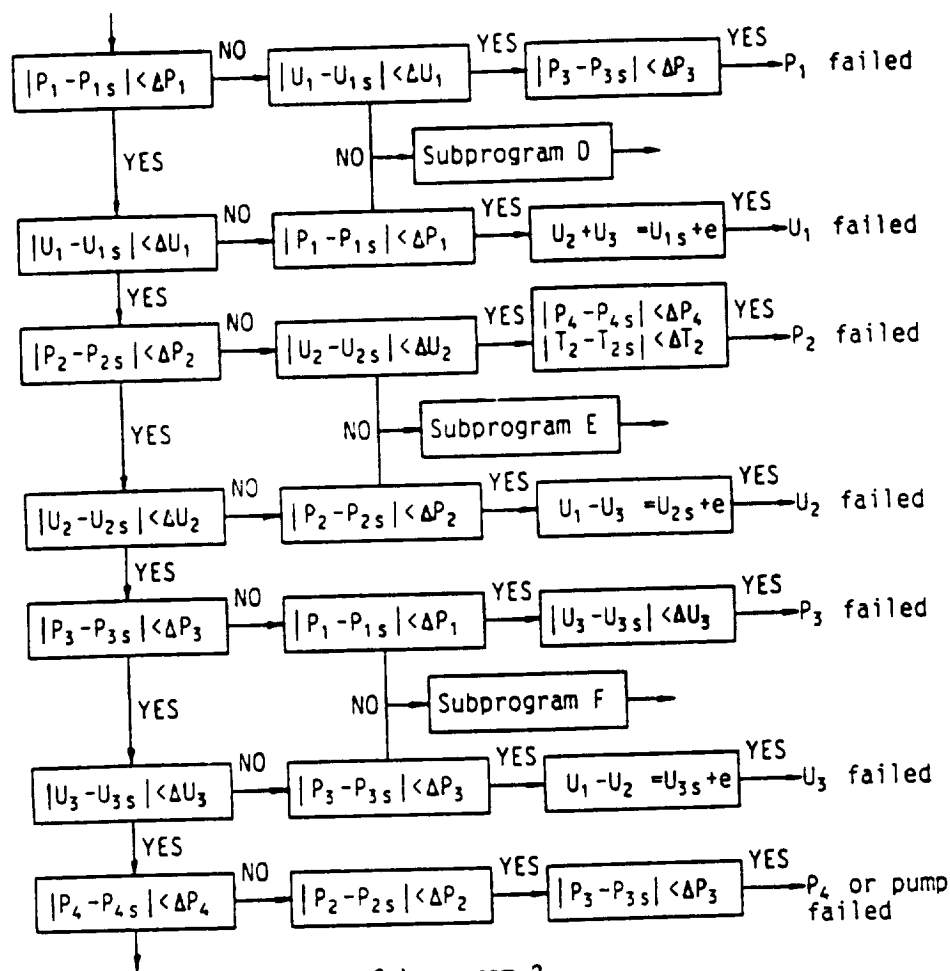 NO
YES
YES
|P₁-P₁ₛ|<ΔP₁
|U₁-U₁ₛ|<ΔU₁
|P₃-P₃ₛ|<ΔP₃
P₁ failed
YES
NO
Subprogram D
NO
YES
YES
|U₁-U₁ₛ|<ΔU₁
|P₁-P₁ₛ|<ΔP₁
U₂+U₃ =U₁ₛ+e
U₁ failed
YES
NO
YES
|P₄-P₄ₛ|<ΔP₄
YES
|P₂-P₂ₛ|<ΔP₂
|U₂-U₂ₛ|<ΔU₂
|T₂-T₂ₛ|<ΔT₂
P₂ failed
YES
NO
Subprogram E
NO
YES
YES
|U₂-U₂ₛ|<ΔU₂
|P₂-P₂ₛ|<ΔP₂
U₁-U₃ =U₂ₛ+e
U₂ failed
YES
NO
YES
YES
|P₃-P₃ₛ|<ΔP₃
|P₁-P₁ₛ|<ΔP₁
|U₃-U₃ₛ|<ΔU₃
P₃ failed
YES
NO
Subprogram F
NO
YES
YES
|U₃-U₃ₛ|<ΔU₃
|P₃-P₃ₛ|<ΔP₃
U₁-U₂ =U₃ₛ+e
U₃ failed
YES
NO
YES
YES
|P₄-P₄ₛ|<ΔP₄
|P₂-P₂ₛ|<ΔP₂
|P₃-P₃ₛ|<ΔP₃
P₄ or pump
failed